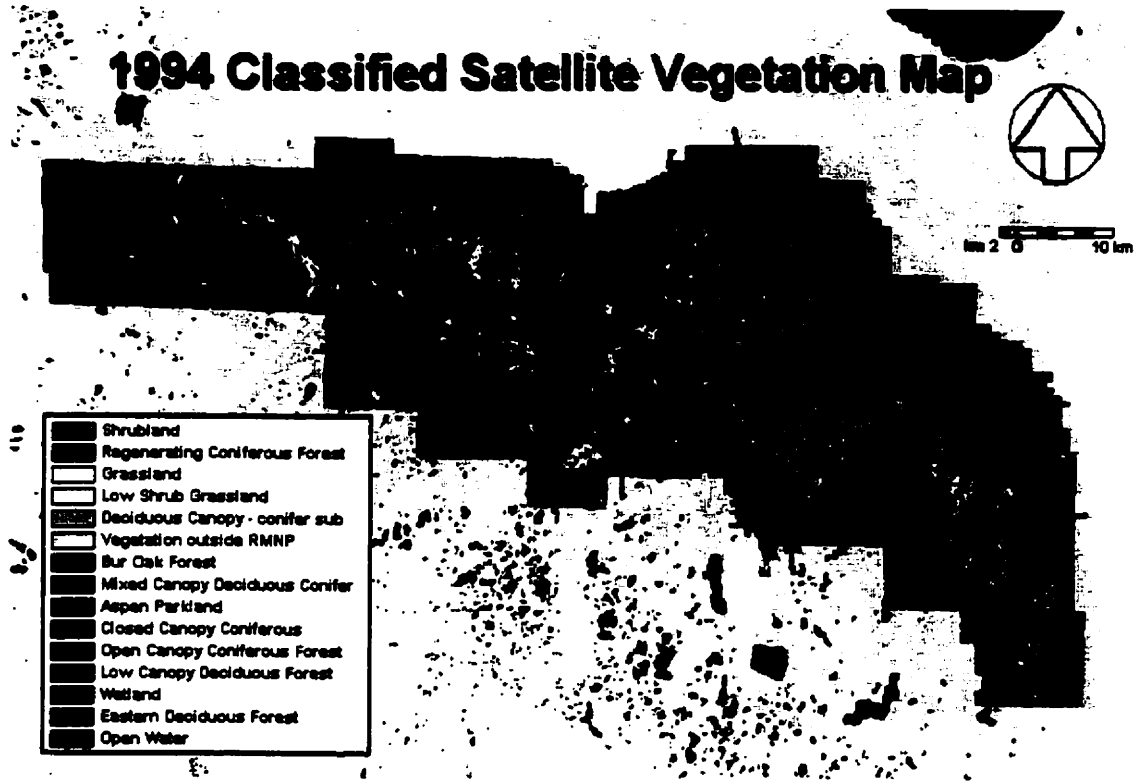 1994 Classified Satellite Vegetation Map
km 2 0 10 km
Shrubland
Regenerating Coniferous Forest
Grassland
Low Shrub Grassland
Deciduous Canopy - conifer sub
Vegetation outside RMNP
Bur Oak Forest
Mixed Canopy Deciduous Conifer
Aspen Parkland
Closed Canopy Coniferous
Open Canopy Coniferous Forest
Low Canopy Deciduous Forest
Wetland
Eastern Deciduous Forest
Open Water